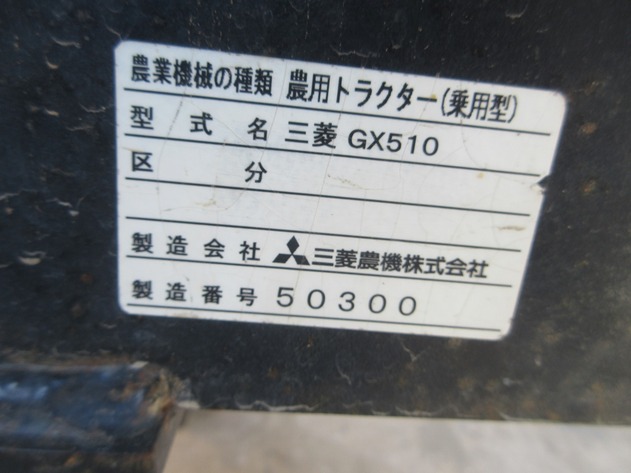 農業機械の種類 農用トラクター(乗用型)
型式名 三菱 GX510
区分
製造会社 三菱農機株式会社
製造番号 50300